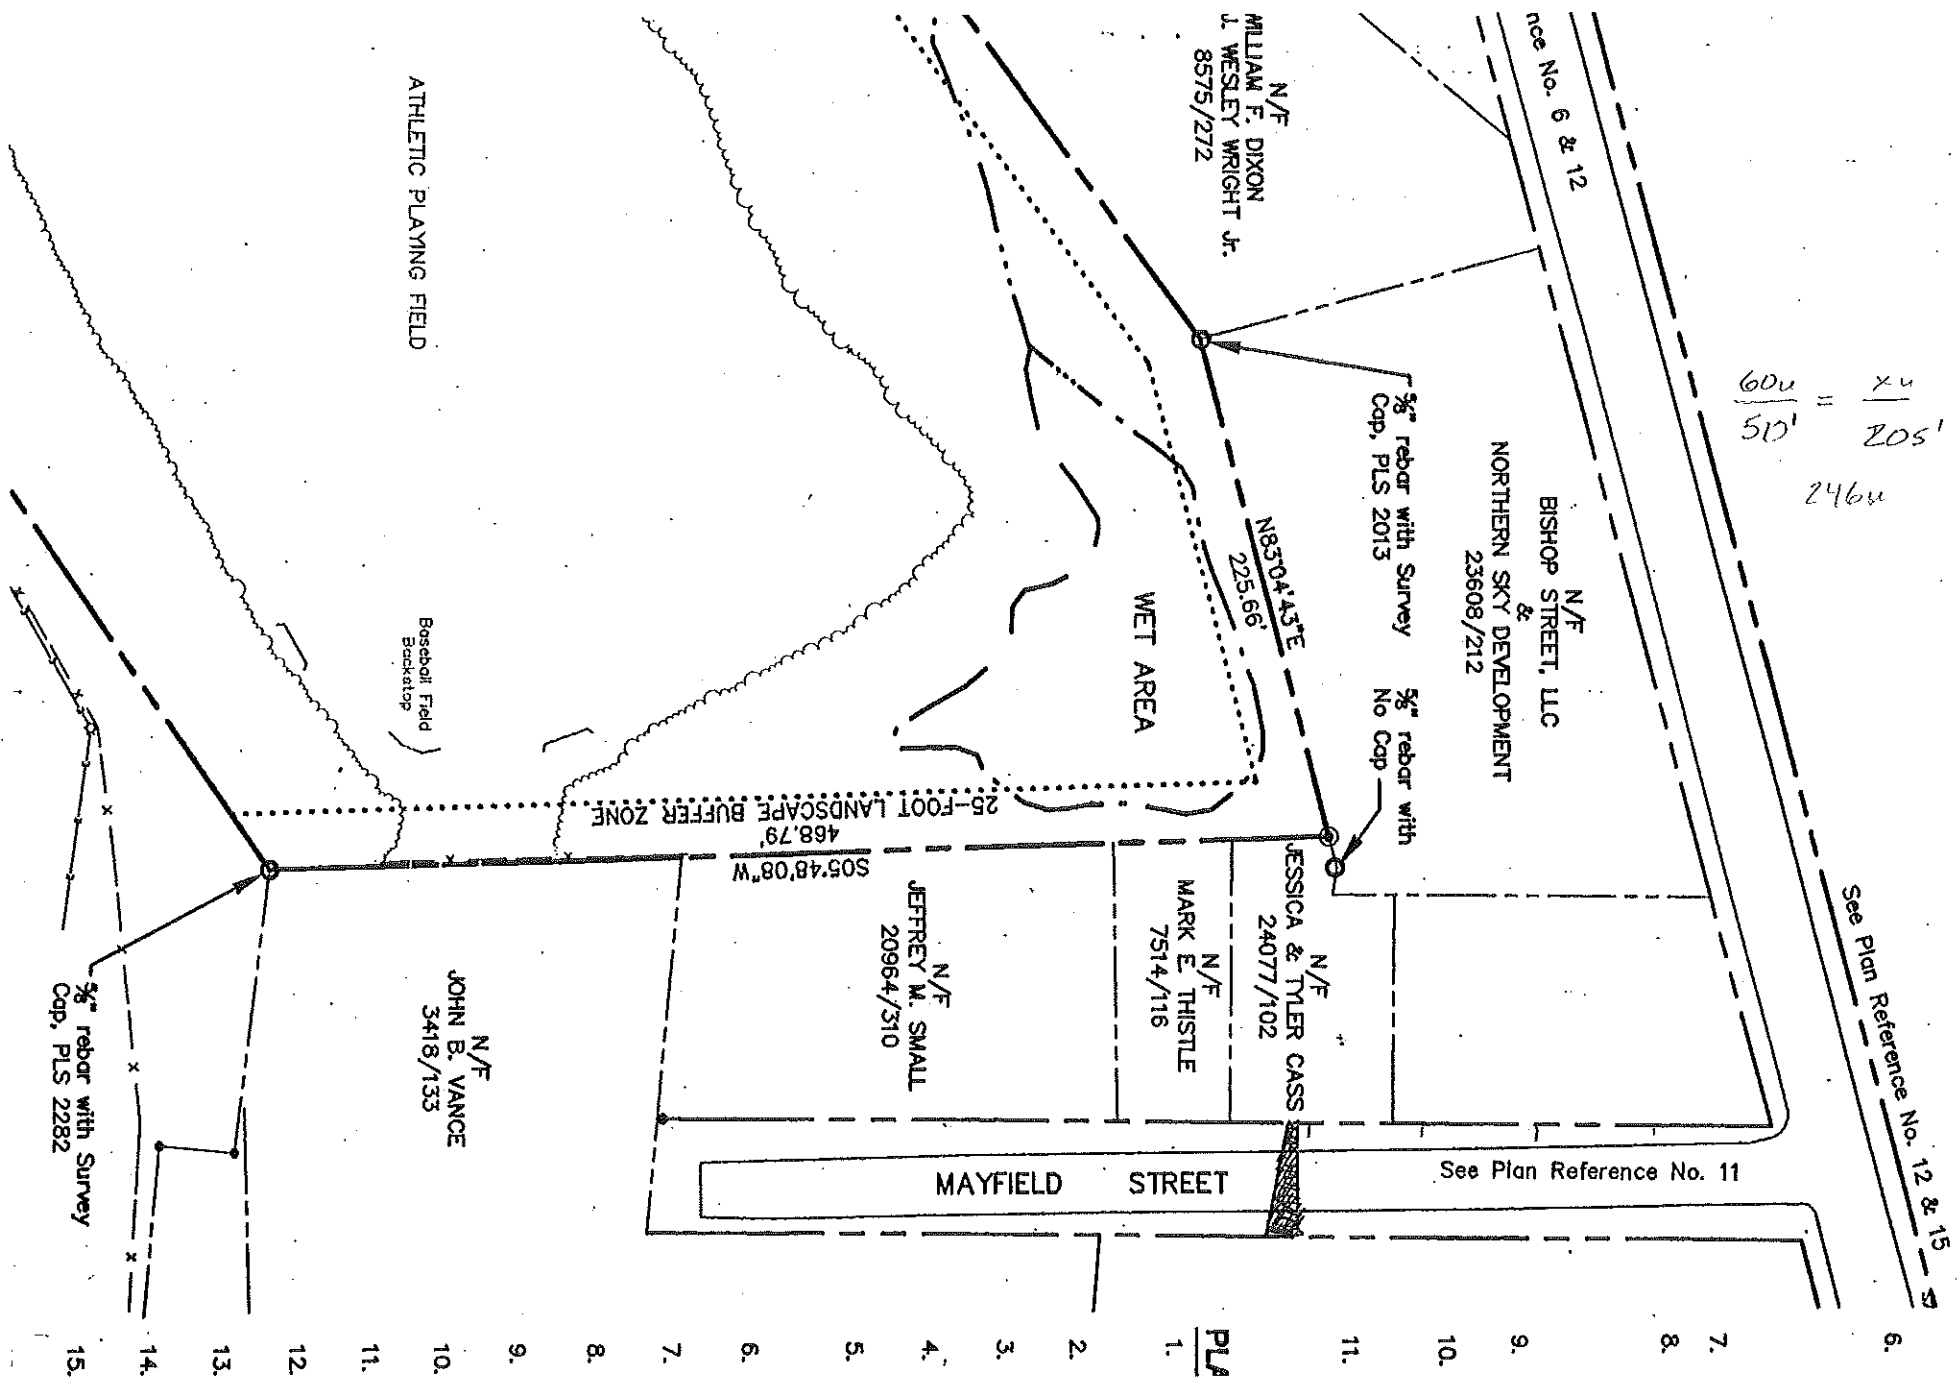 nce No. 6 & 12
N/F
WILLIAM F. DIXON
J. WESLEY WRIGHT Jr.
8575/272
ATHLETIC PLAYING FIELD
60u = xu
50' 205'
246u
5/8" rebar with Survey
Cap, PLS 2013
N/F
BISHOP STREET, LLC
&
NORTHERN SKY DEVELOPMENT
23608/212
N83°04'43"E
225.66'
WET AREA
5/8" rebar with
No Cap
Baseball Field
Backstop
25-FOOT LANDSCAPE BUFFER ZONE
468.79'
S05°48'08"W
N/F
JESSICA & TYLER CASS
24077/102
N/F
MARK E. THISTLE
7514/116
N/F
JEFFREY M. SMALL
20964/310
N/F
JOHN B. VANCE
3418/133
5/8" rebar with Survey
Cap, PLS 2282
See Plan Reference No. 12 & 15
See Plan Reference No. 11
MAYFIELD STREET
6.
7.
8.
9.
10.
11.
PLA
1.
2.
3.
4.
5.
6.
7.
8.
9.
10.
11.
12.
13.
14.
15.